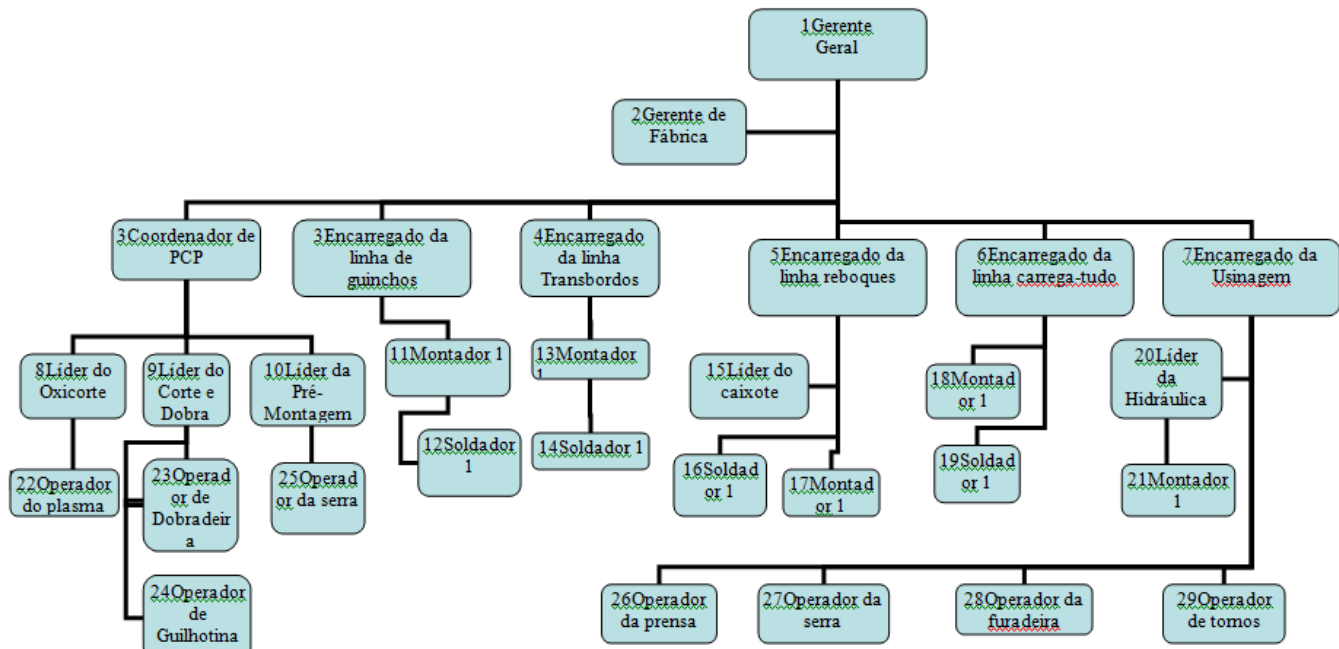 1Gerente
Geral
2Gerente de
Fábrica
3Coordenador de
PCP
3Encarregado da
linha de
guinchos
4Encarregado
da linha
Transbordos
5Encarregado da
linha reboques
6Encarregado da
linha carrega-tudo
7Encarregado da
Usinagem
8Líder do
Oxicorte
9Líder do
Corte e
Dobra
10Líder da
Pré-
Montagem
11Montador 1
13Montador
1
15Líder do
caixote
18Montad
or 1
20Líder
da
Hidráulica
12Soldador
1
14Soldador 1
16Soldad
or 1
17Montad
or 1
19Soldad
or 1
21Montador
1
22Operador
do plasma
23Operad
or de
Dobradeir
a
25Operad
or da serra
24Operador
de
Guilhotina
26Operador
da prensa
27Operador da
serra
28Operador da
furadeira
29Operador
de tornos